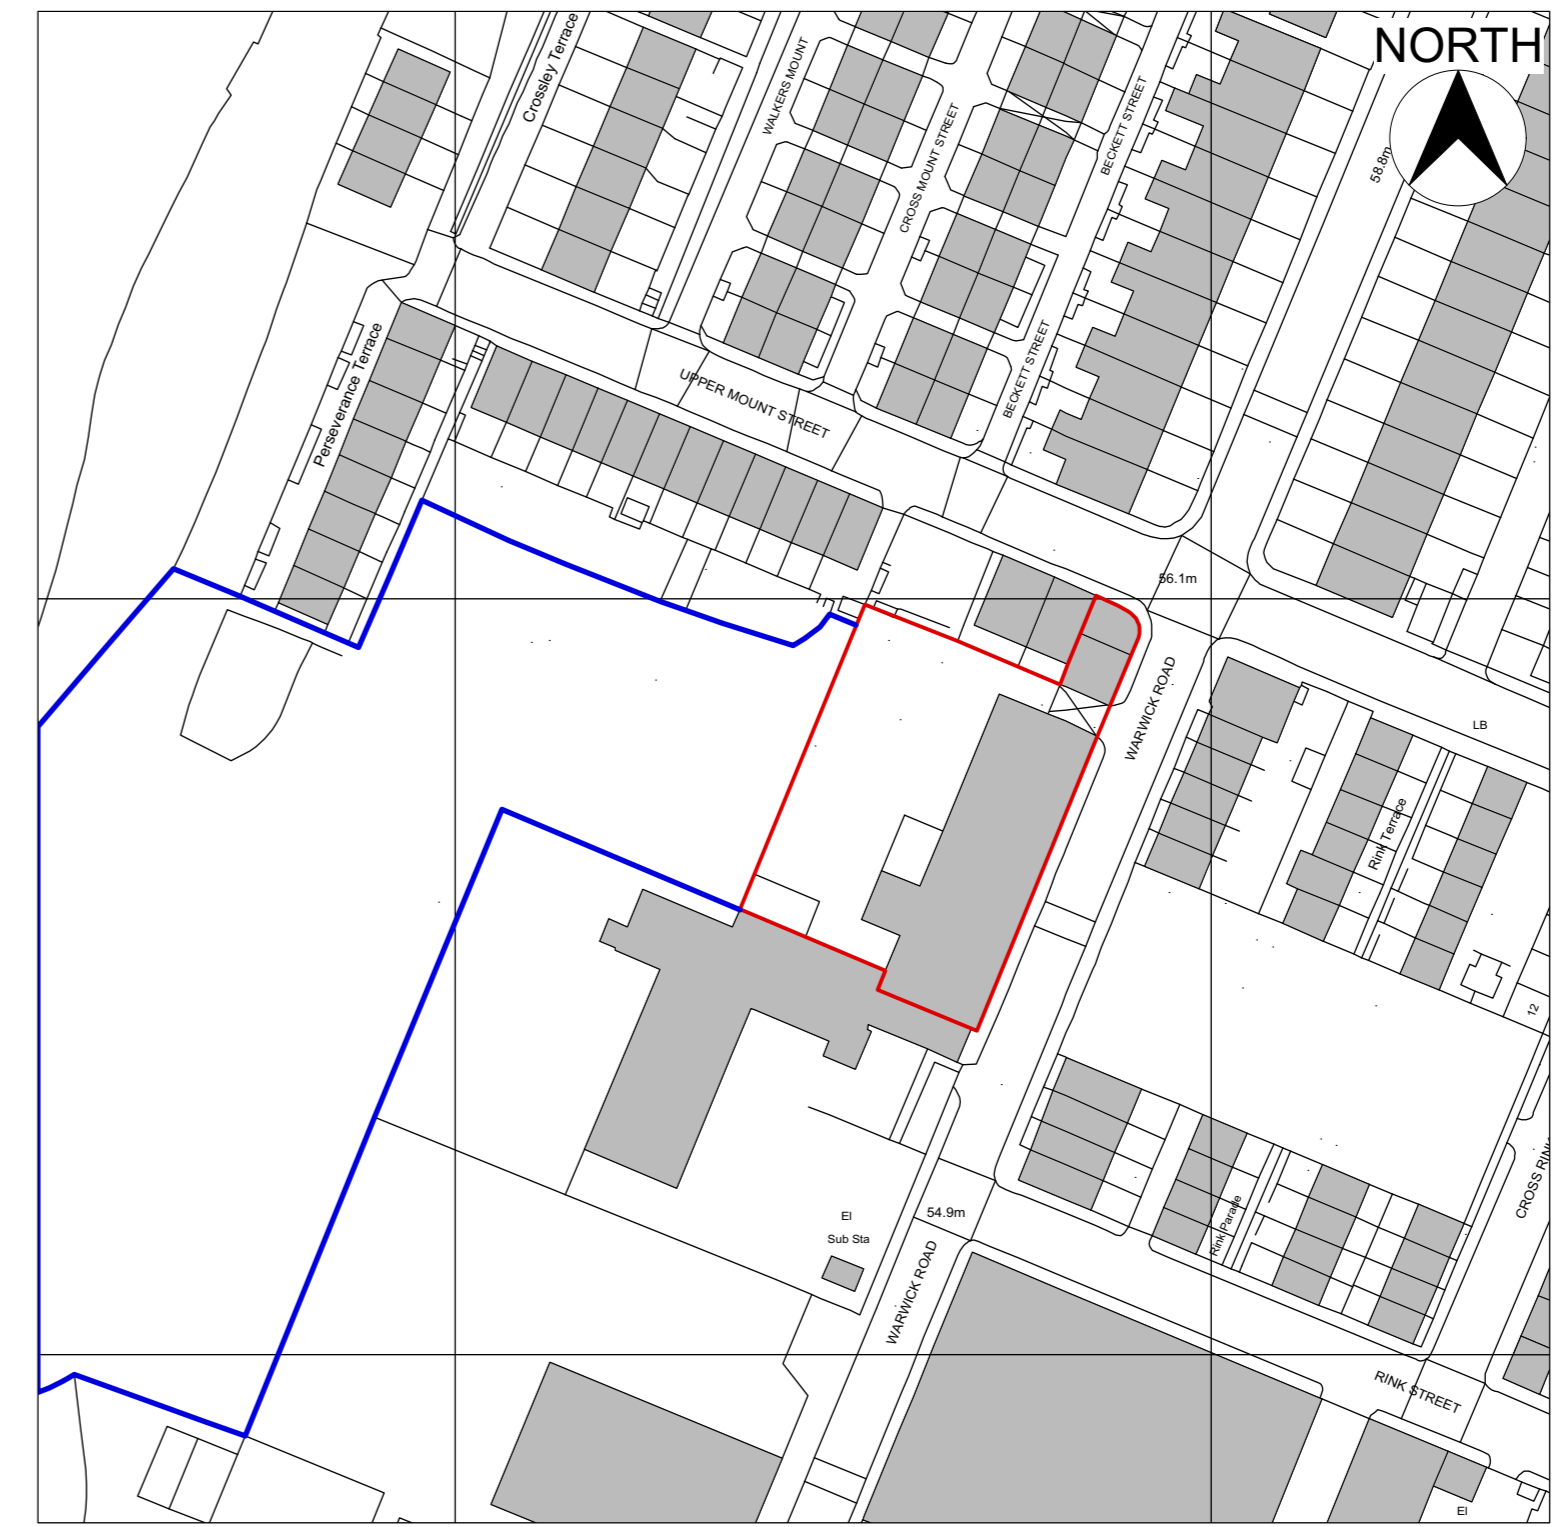 NORTH
Crossley Terrace
WALKERS MOUNT
CROSS MOUNT STREET
BECKETT STREET
58.8m
Perseverance Terrace
UPPER MOUNT STREET
BECKETT STREET
56.1m
WARWICK ROAD
LB
Rink Terrace
12
El
Sub Sta
54.9m
WARWICK ROAD
Rink Parade
CROSS RIN
RINK STREET
El